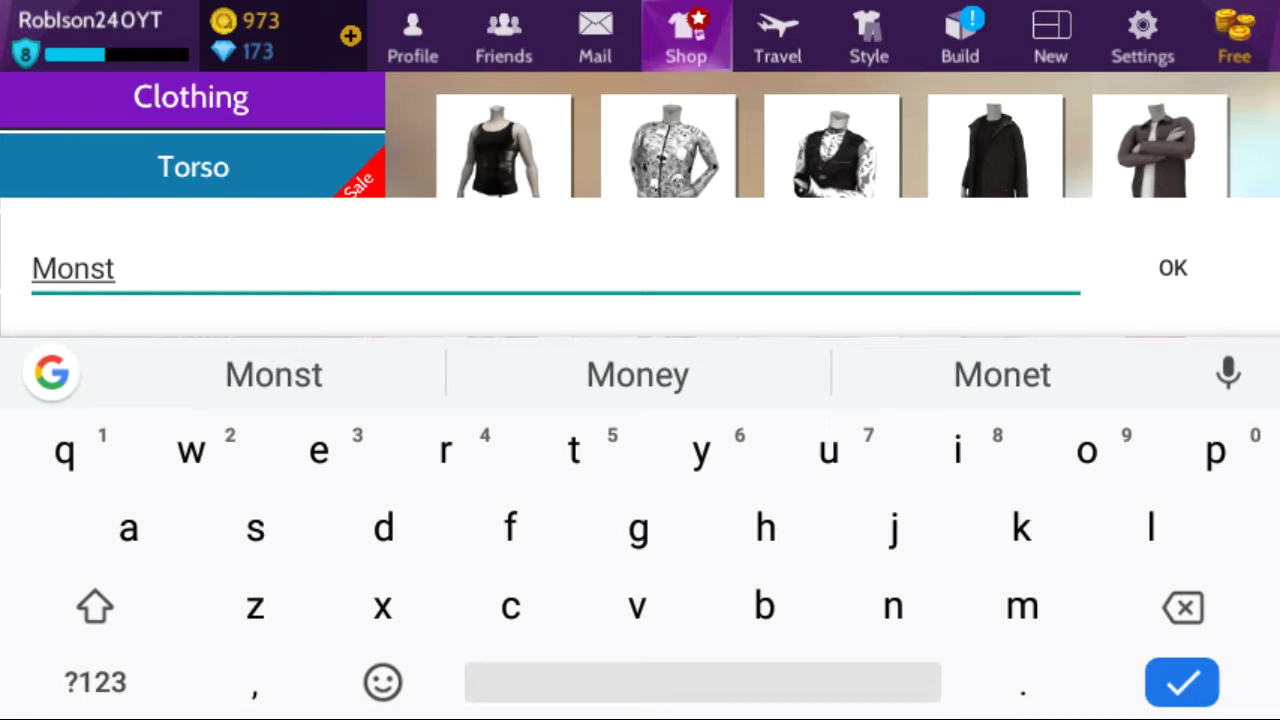 Roblson24OYT
8
973
173
Profile
Friends
Mail
Shop
Travel
Style
Build
New
Settings
Free
Clothing
Torso
Sale
Monst
OK
Monst Money Monet
q 1 w 2 e 3 r 4 t 5 y 6 u 7 i 8 o 9 p 0
a s d f g h j k l
z x c v b n m
?123 , .